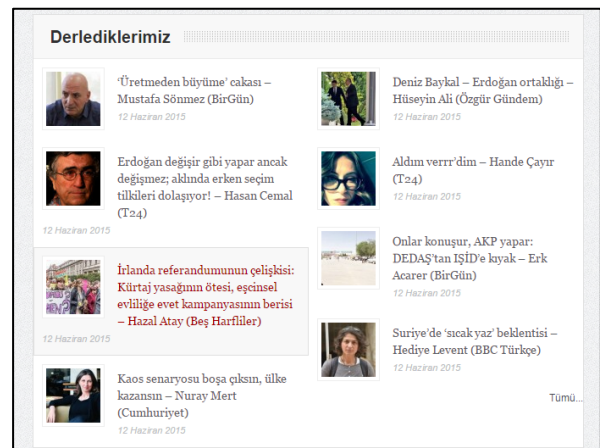 Derlediklerimiz
‘Üretmeden büyüme’ cakası –
Mustafa Sönmez (BirGün)
12 Haziran 2015
Erdoğan değişir gibi yapar ancak
değişmez; aklında erken seçim
tilkileri dolaşıyor! – Hasan Cemal
(T24)
12 Haziran 2015
İrlanda referandumunun çelişkisi:
Kürtaj yasağının ötesi, eşcinsel
evliliğe evet kampanyasının berisi
– Hazal Atay (Beş Harfliler)
12 Haziran 2015
Kaos senaryosu boşa çıksın, ülke
kazansın – Nuray Mert
(Cumhuriyet)
12 Haziran 2015
Deniz Baykal – Erdoğan ortaklığı –
Hüseyin Ali (Özgür Gündem)
12 Haziran 2015
Aldım verrr’dim – Hande Çayır
(T24)
12 Haziran 2015
Onlar konuşur, AKP yapar:
DEDAŞ’tan IŞİD’e kıyak – Erk
Acarer (BirGün)
12 Haziran 2015
Suriye’de ‘sıcak yaz’ beklentisi –
Hediye Levent (BBC Türkçe)
12 Haziran 2015
Tümü...